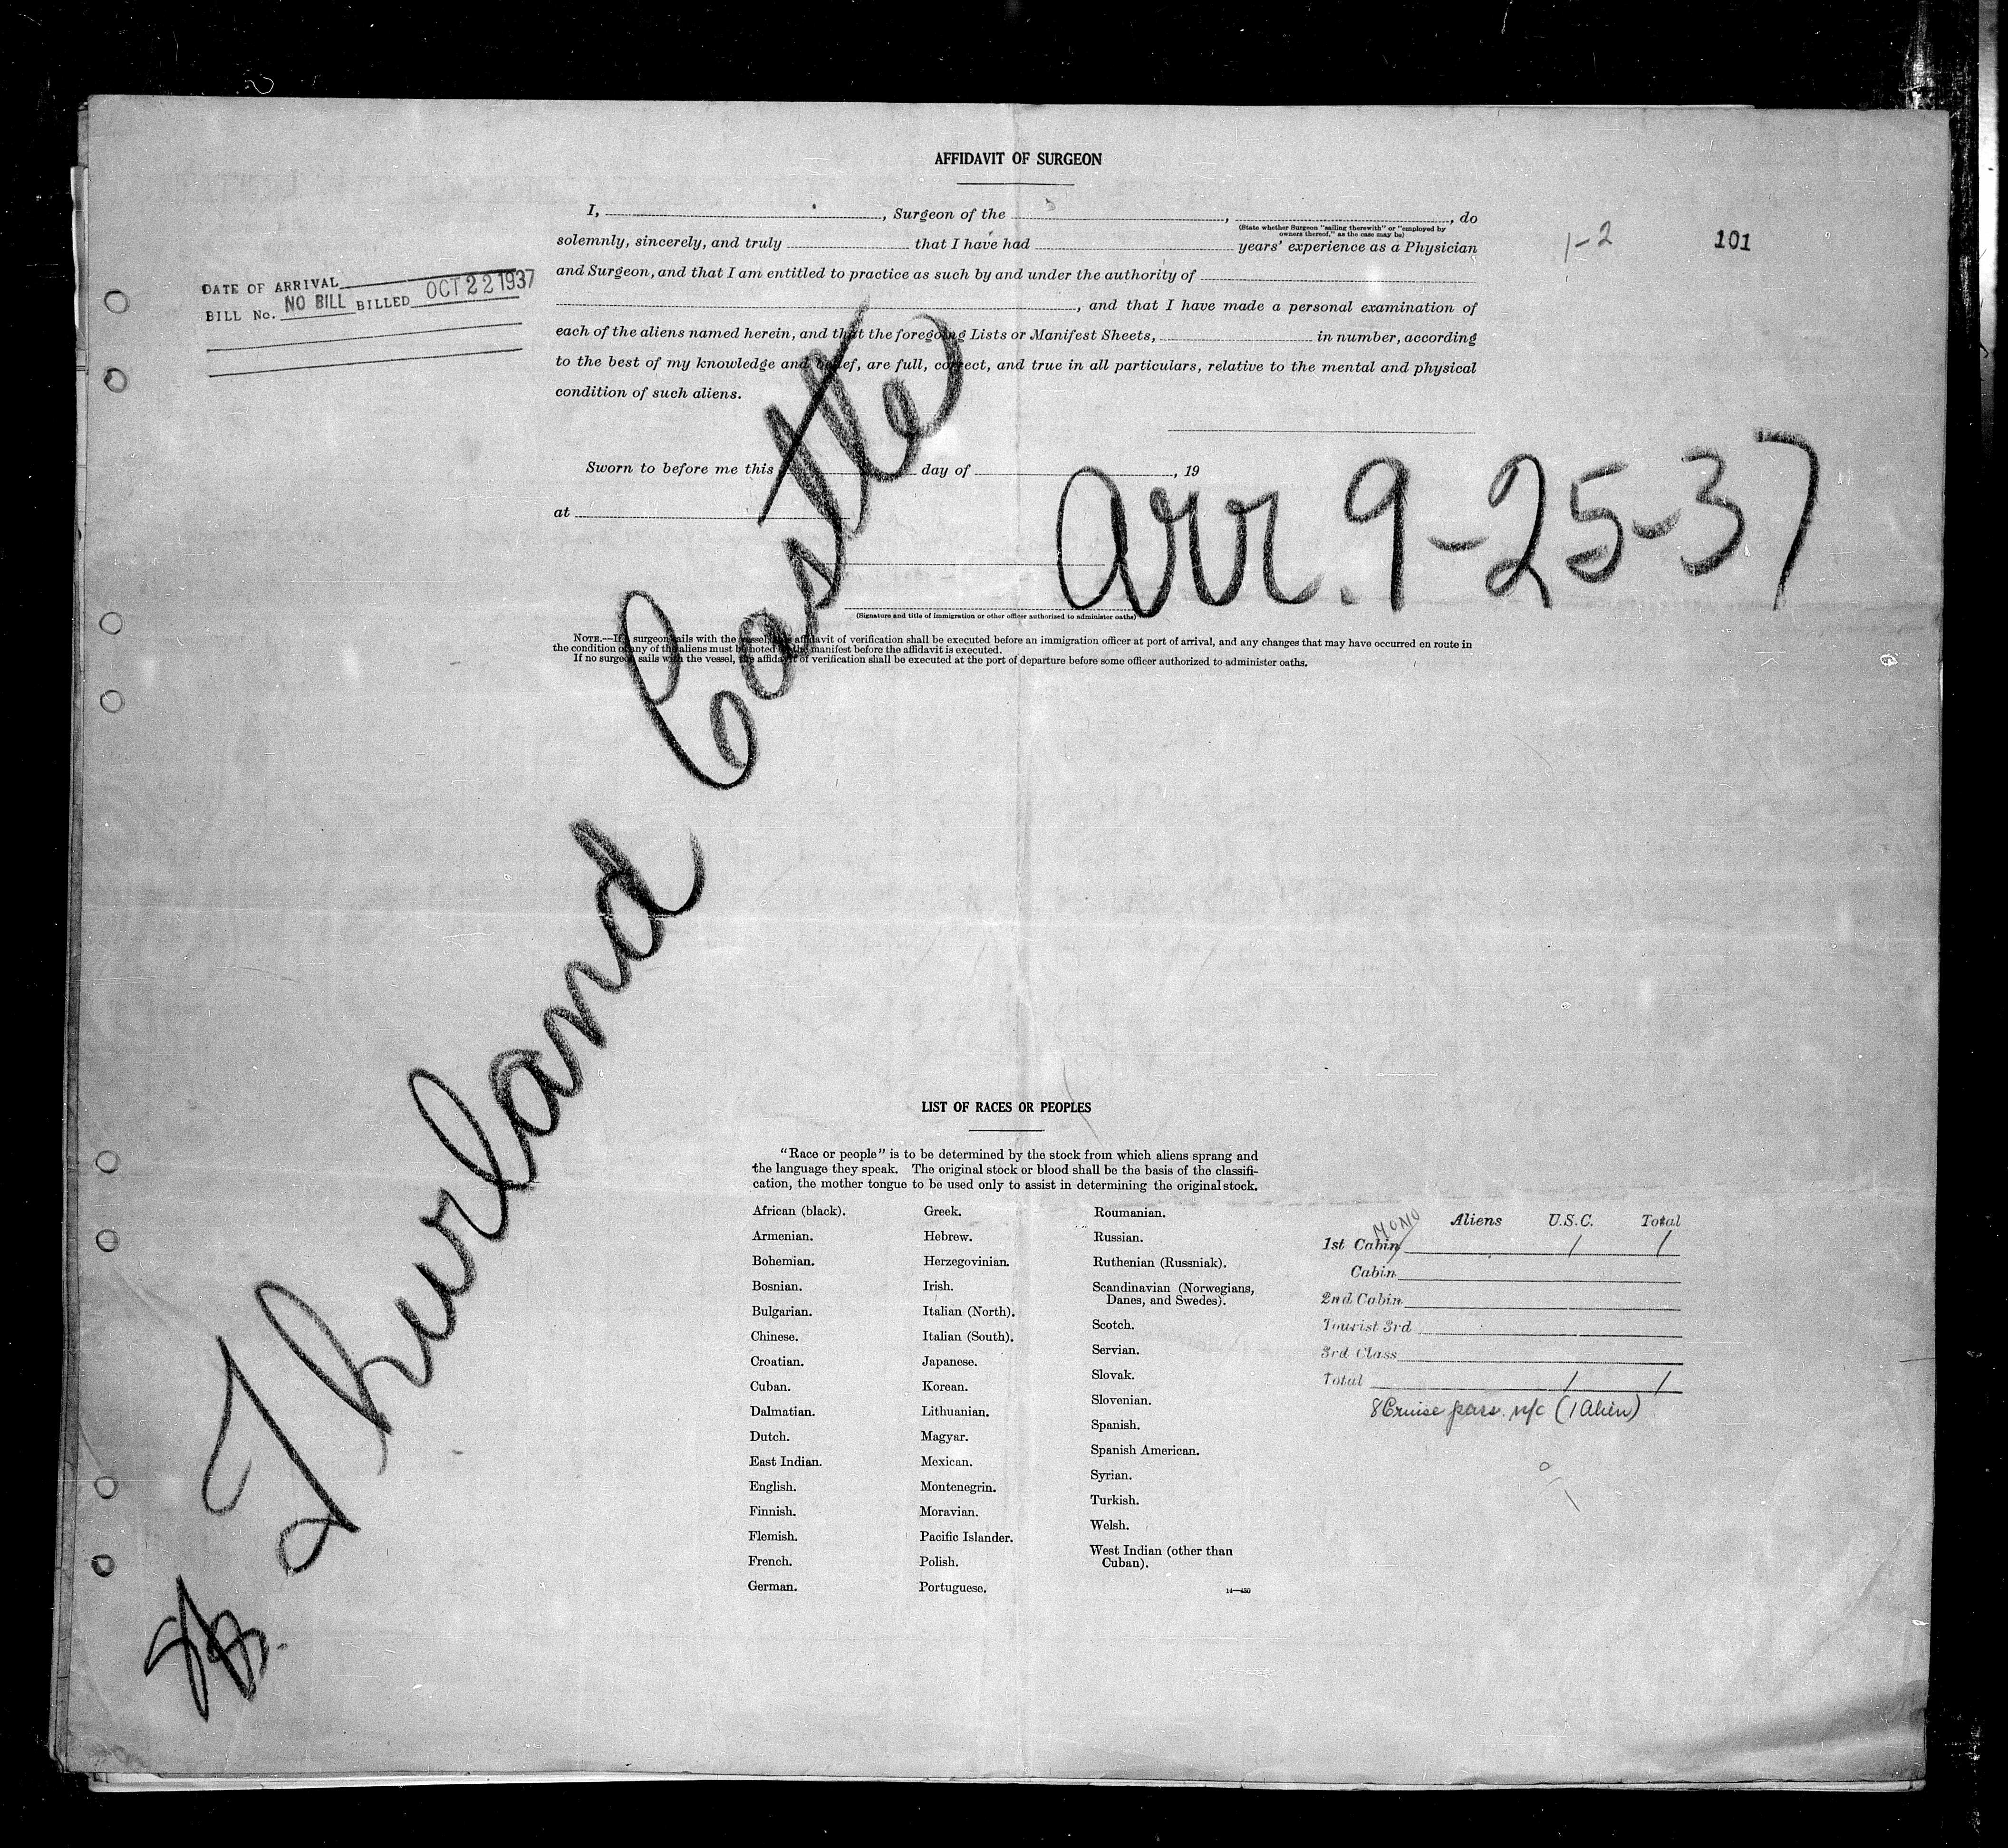 AFFIDAVIT OF SURGEON
I, , Surgeon of the , , do
(State whether Surgeon "sailing therewith" or "employed by
owners thereof," as the case may be)
solemnly, sincerely, and truly that I have had years' experience as a Physician
and Surgeon, and that I am entitled to practice as such by and under the authority of
, and that I have made a personal examination of
each of the aliens named herein, and that the foregoing Lists or Manifest Sheets, in number, according
to the best of my knowledge and belief, are full, correct, and true in all particulars, relative to the mental and physical
condition of such aliens.
1-2
101
DATE OF ARRIVAL
BILL No. NO BILL BILLED OCT 22 1937
Sworn to before me this day of , 19
at
arr. 9-25-37
(Signature and title of immigration or other officer authorized to administer oaths)
NOTE.—If a surgeon sails with the vessel, the affidavit of verification shall be executed before an immigration officer at port of arrival, and any changes that may have occurred en route in
the condition of any of the aliens must be noted on the manifest before the affidavit is executed.
If no surgeon sails with the vessel, the affidavit of verification shall be executed at the port of departure before some officer authorized to administer oaths.
Thurland Castle
LIST OF RACES OR PEOPLES
"Race or people" is to be determined by the stock from which aliens sprang and
the language they speak. The original stock or blood shall be the basis of the classifi-
cation, the mother tongue to be used only to assist in determining the original stock.
African (black).
Armenian.
Bohemian.
Bosnian.
Bulgarian.
Chinese.
Croatian.
Cuban.
Dalmatian.
Dutch.
East Indian.
English.
Finnish.
Flemish.
French.
German.
Greek.
Hebrew.
Herzegovinian.
Irish.
Italian (North).
Italian (South).
Japanese.
Korean.
Lithuanian.
Magyar.
Mexican.
Montenegrin.
Moravian.
Pacific Islander.
Polish.
Portuguese.
Roumanian.
Russian.
Ruthenian (Russniak).
Scandinavian (Norwegians,
Danes, and Swedes).
Scotch.
Servian.
Slovak.
Slovenian.
Spanish.
Spanish American.
Syrian.
Turkish.
Welsh.
West Indian (other than
Cuban).
14—430
Aliens U.S.C. Total
1st Cabin 1 1
Cabin
2nd Cabin
Tourist 3rd
3rd Class
Total 1 1
8 Cruise pass. n/c (1 Alien)